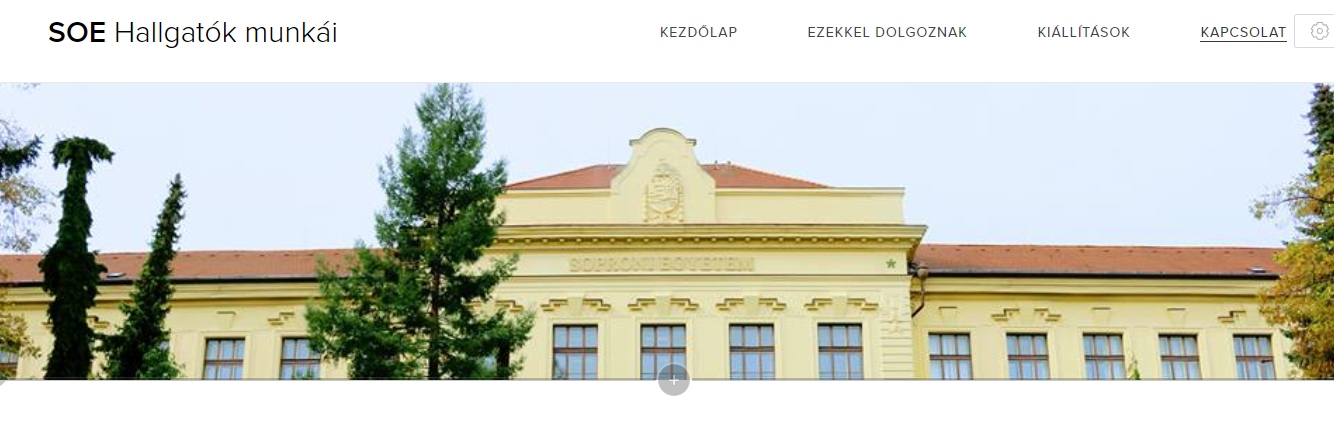 SOE Hallgatók munkái
KEZDŐLAP EZEKKEL DOLGOZNAK KIÁLLÍTÁSOK KAPCSOLAT
SOPRONI EGYETEM